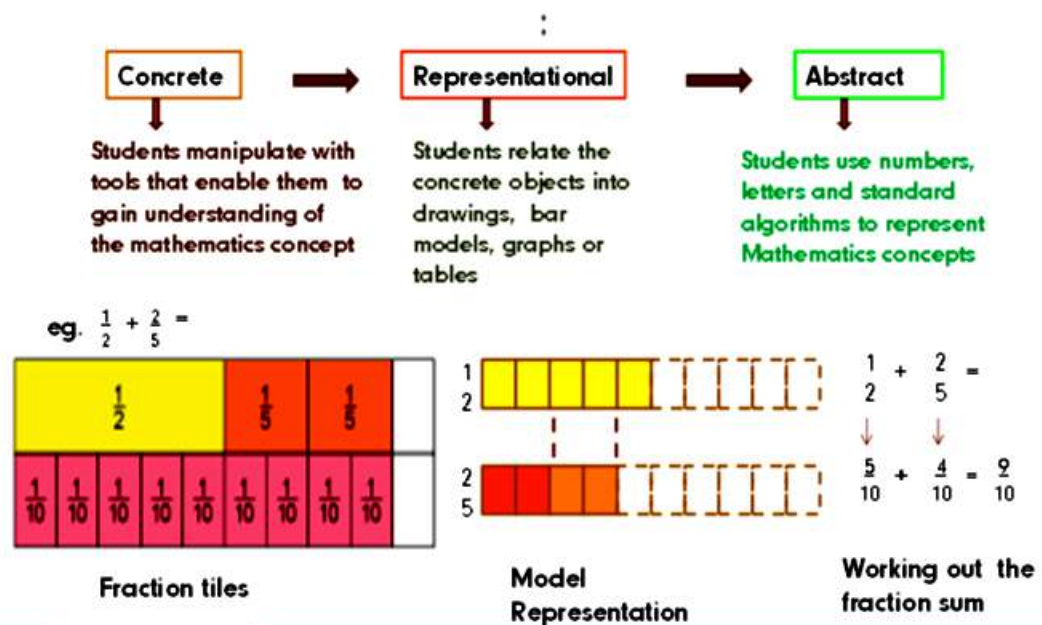 :
Concrete
Representational
Abstract
Students manipulate with
tools that enable them to
gain understanding of
the mathematics concept
Students relate the
concrete objects into
drawings, bar
models, graphs or
tables
Students use numbers,
letters and standard
algorithms to represent
Mathematics concepts
eg. 1/2 + 2/5 =
1/2 1/5 1/5
1/10 1/10 1/10 1/10 1/10 1/10 1/10 1/10 1/10
Fraction tiles
1
2
2
5
Model
Representation
1/2 + 2/5 =
5/10 + 4/10 = 9/10
Working out the
fraction sum